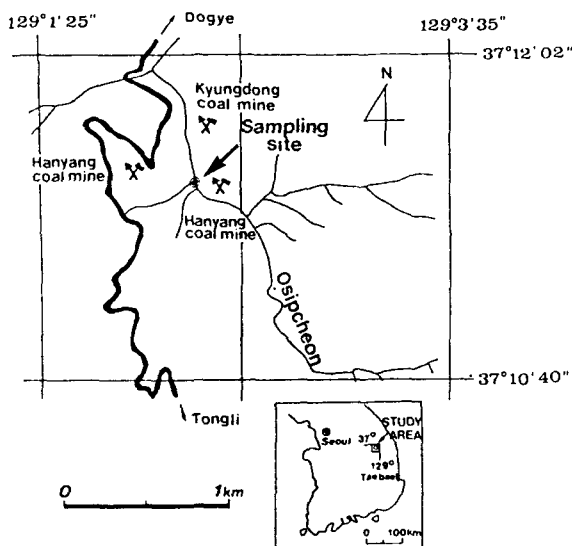 129°1'25"
129°3'35"
Dogye
37°12'02"
N
Kyungdong
coal mine
Sampling
site
Hanyang
coal mine
Hanyang
coal mine
Osipcheon
37°10'40"
Tongli
STUDY
AREA
37°
Seoul
129°
Taebaek
0 1km
0 100km